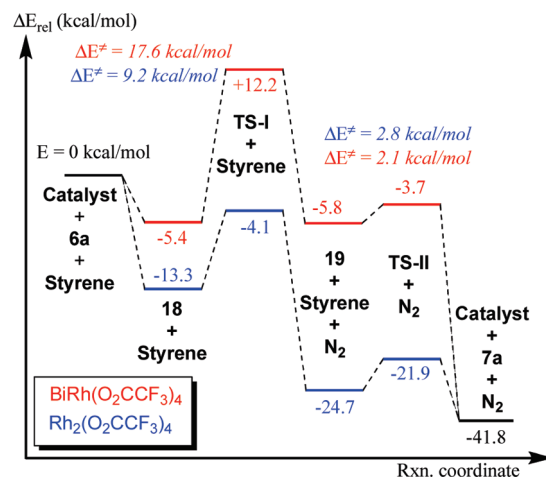 ΔE_rel (kcal/mol)
ΔE≠ = 17.6 kcal/mol
ΔE≠ = 9.2 kcal/mol
+12.2
TS-I
+
Styrene
ΔE≠ = 2.8 kcal/mol
ΔE≠ = 2.1 kcal/mol
E = 0 kcal/mol
Catalyst
+
6a
+
Styrene
-5.4
-13.3
18
+
Styrene
-4.1
-5.8
19
+
Styrene
+
N₂
-24.7
-3.7
TS-II
+
N₂
-21.9
Catalyst
+
7a
+
N₂
-41.8
BiRh(O₂CCF₃)₄
Rh₂(O₂CCF₃)₄
Rxn. coordinate